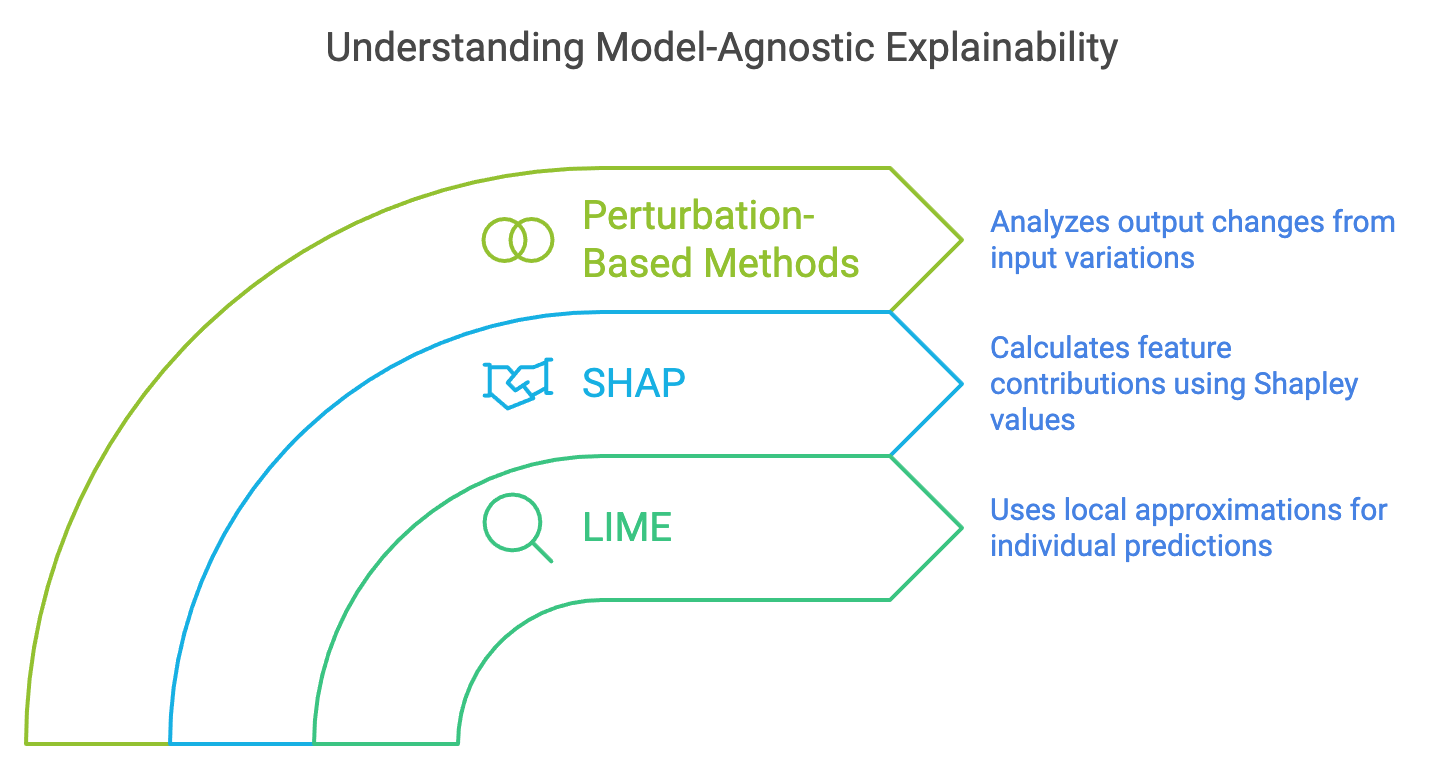 Understanding Model-Agnostic Explainability
Perturbation-
Based Methods
Analyzes output changes from
input variations
SHAP
Calculates feature
contributions using Shapley
values
LIME
Uses local approximations for
individual predictions